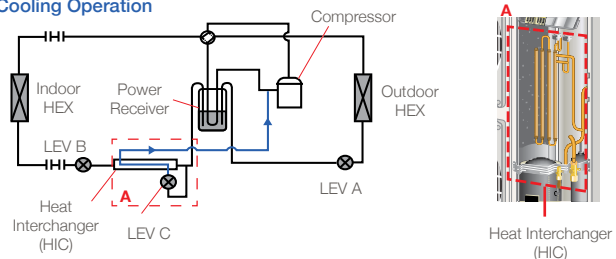 Cooling Operation
Compressor
Indoor
HEX
Power
Receiver
Outdoor
HEX
LEV B
LEV A
A
LEV C
Heat
Interchanger
(HIC)
A
Heat Interchanger
(HIC)